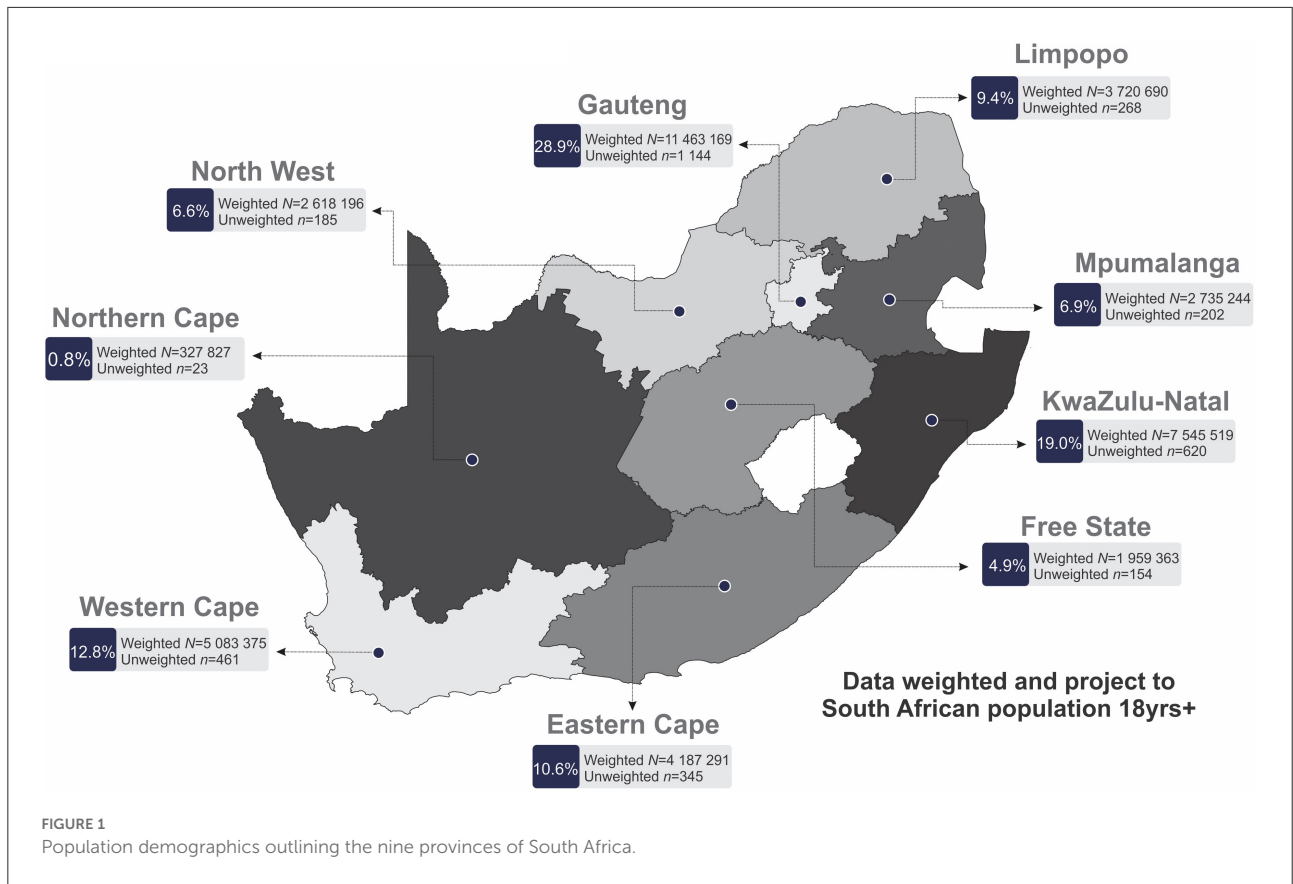 Limpopo
9.4%
Weighted N=3 720 690
Unweighted n=268
Gauteng
28.9%
Weighted N=11 463 169
Unweighted n=1 144
North West
6.6%
Weighted N=2 618 196
Unweighted n=185
Mpumalanga
6.9%
Weighted N=2 735 244
Unweighted n=202
Northern Cape
0.8%
Weighted N=327 827
Unweighted n=23
KwaZulu-Natal
19.0%
Weighted N=7 545 519
Unweighted n=620
Free State
4.9%
Weighted N=1 959 363
Unweighted n=154
Western Cape
12.8%
Weighted N=5 083 375
Unweighted n=461
Data weighted and project to
South African population 18yrs+
Eastern Cape
10.6%
Weighted N=4 187 291
Unweighted n=345
FIGURE 1
Population demographics outlining the nine provinces of South Africa.